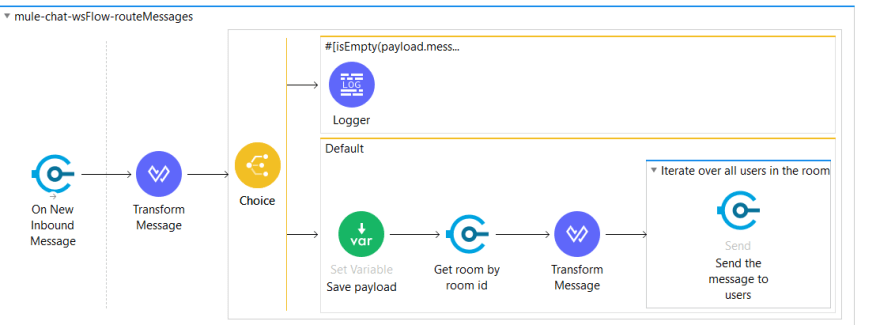 mule-chat-wsFlow-routeMessages
#[isEmpty(payload.mess...
LOG
Logger
On New
Inbound
Message
Transform
Message
Choice
Default
var
Set Variable
Save payload
Get room by
room id
Transform
Message
Iterate over all users in the room
Send
Send the
message to
users